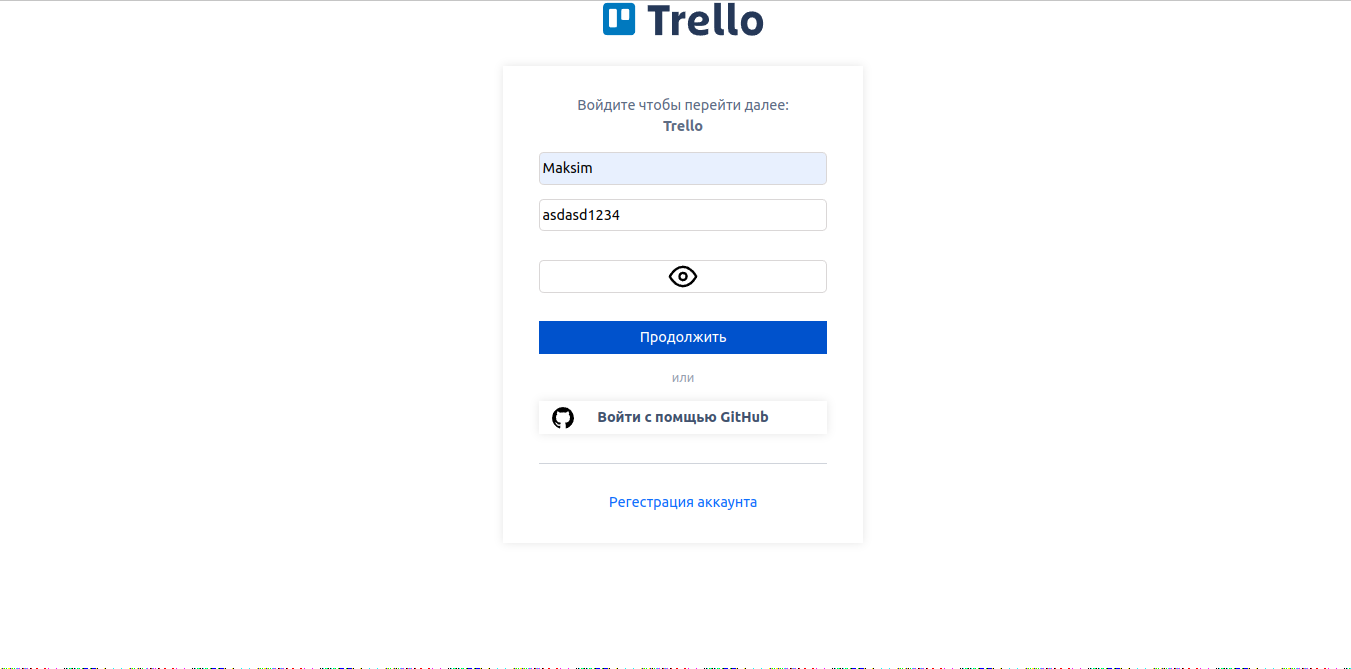 Trello
Войдите чтобы перейти далее:
Trello
Maksim
asdasd1234
Продолжить
или
Войти с помщью GitHub
Регестрация аккаунта